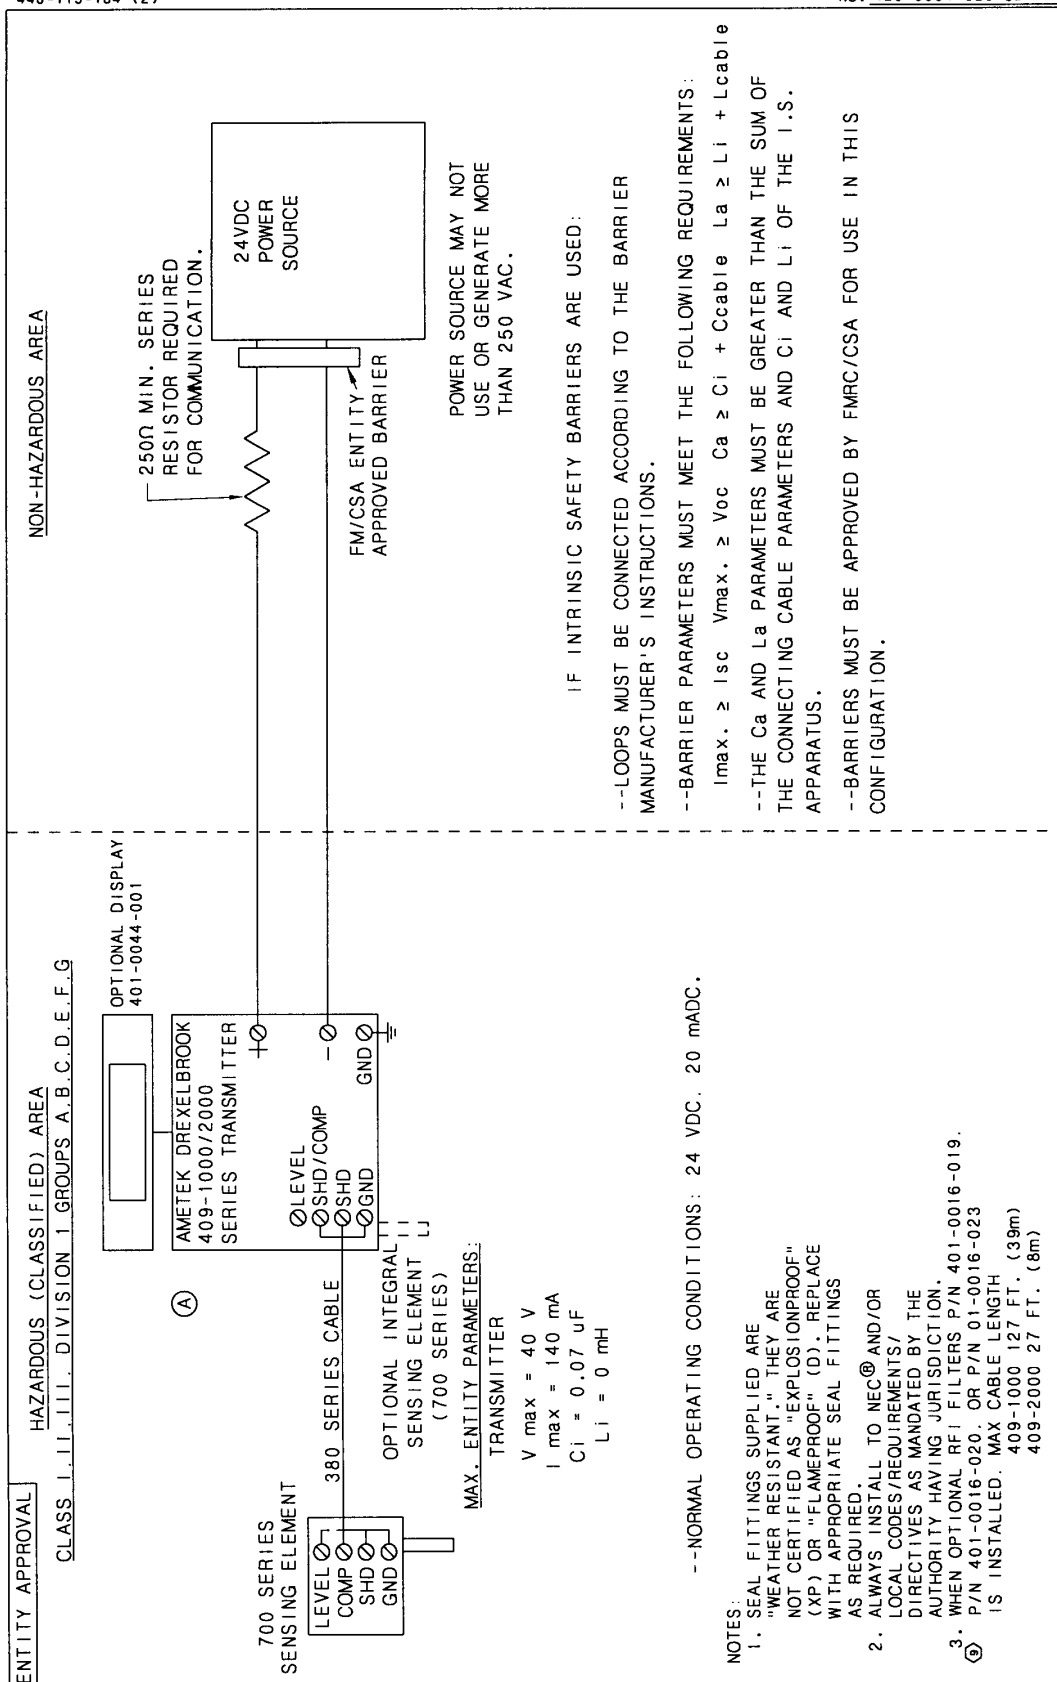 ENTITY APPROVAL
HAZARDOUS (CLASSIFIED) AREA
CLASS I,II,III, DIVISION 1 GROUPS A,B,C,D,E,F,G
NON-HAZARDOUS AREA
OPTIONAL DISPLAY
401-0044-001
250Ω MIN. SERIES
RESISTOR REQUIRED
FOR COMMUNICATION.
24VDC
POWER
SOURCE
AMETEK DREXELBROOK
409-1000/2000
SERIES TRANSMITTER
+
-
GND
LEVEL
SHD/COMP
SHD
GND
A
FM/CSA ENTITY
APPROVED BARRIER
700 SERIES
SENSING ELEMENT
LEVEL
COMP
SHD
GND
380 SERIES CABLE
OPTIONAL INTEGRAL
SENSING ELEMENT
(700 SERIES)
POWER SOURCE MAY NOT
USE OR GENERATE MORE
THAN 250 VAC.
MAX. ENTITY PARAMETERS:
TRANSMITTER
V max = 40 V
I max = 140 mA
Ci = 0.07 uF
Li = 0 mH
IF INTRINSIC SAFETY BARRIERS ARE USED:
--LOOPS MUST BE CONNECTED ACCORDING TO THE BARRIER
MANUFACTURER'S INSTRUCTIONS.
--BARRIER PARAMETERS MUST MEET THE FOLLOWING REQUIREMENTS:
Imax. ≥ Isc Vmax. ≥ Voc Ca ≥ Ci + Ccable La ≥ Li + Lcable
--THE Ca AND La PARAMETERS MUST BE GREATER THAN THE SUM OF
THE CONNECTING CABLE PARAMETERS AND Ci AND Li OF THE I.S.
APPARATUS.
--BARRIERS MUST BE APPROVED BY FMRC/CSA FOR USE IN THIS
CONFIGURATION.
--NORMAL OPERATING CONDITIONS: 24 VDC, 20 mADC.
NOTES:
1. SEAL FITTINGS SUPPLIED ARE
"WEATHER RESISTANT." THEY ARE
NOT CERTIFIED AS "EXPLOSIONPROOF"
(XP) OR "FLAMEPROOF" (D). REPLACE
WITH APPROPRIATE SEAL FITTINGS
AS REQUIRED.
2. ALWAYS INSTALL TO NEC® AND/OR
LOCAL CODES/REQUIREMENTS/
DIRECTIVES AS MANDATED BY THE
AUTHORITY HAVING JURISDICTION.
3. WHEN OPTIONAL RFI FILTERS P/N 401-0016-019,
9 P/N 401-0016-020, OR P/N 01-0016-023
IS INSTALLED, MAX CABLE LENGTH
409-1000 127 FT. (39m)
409-2000 27 FT. (8m)